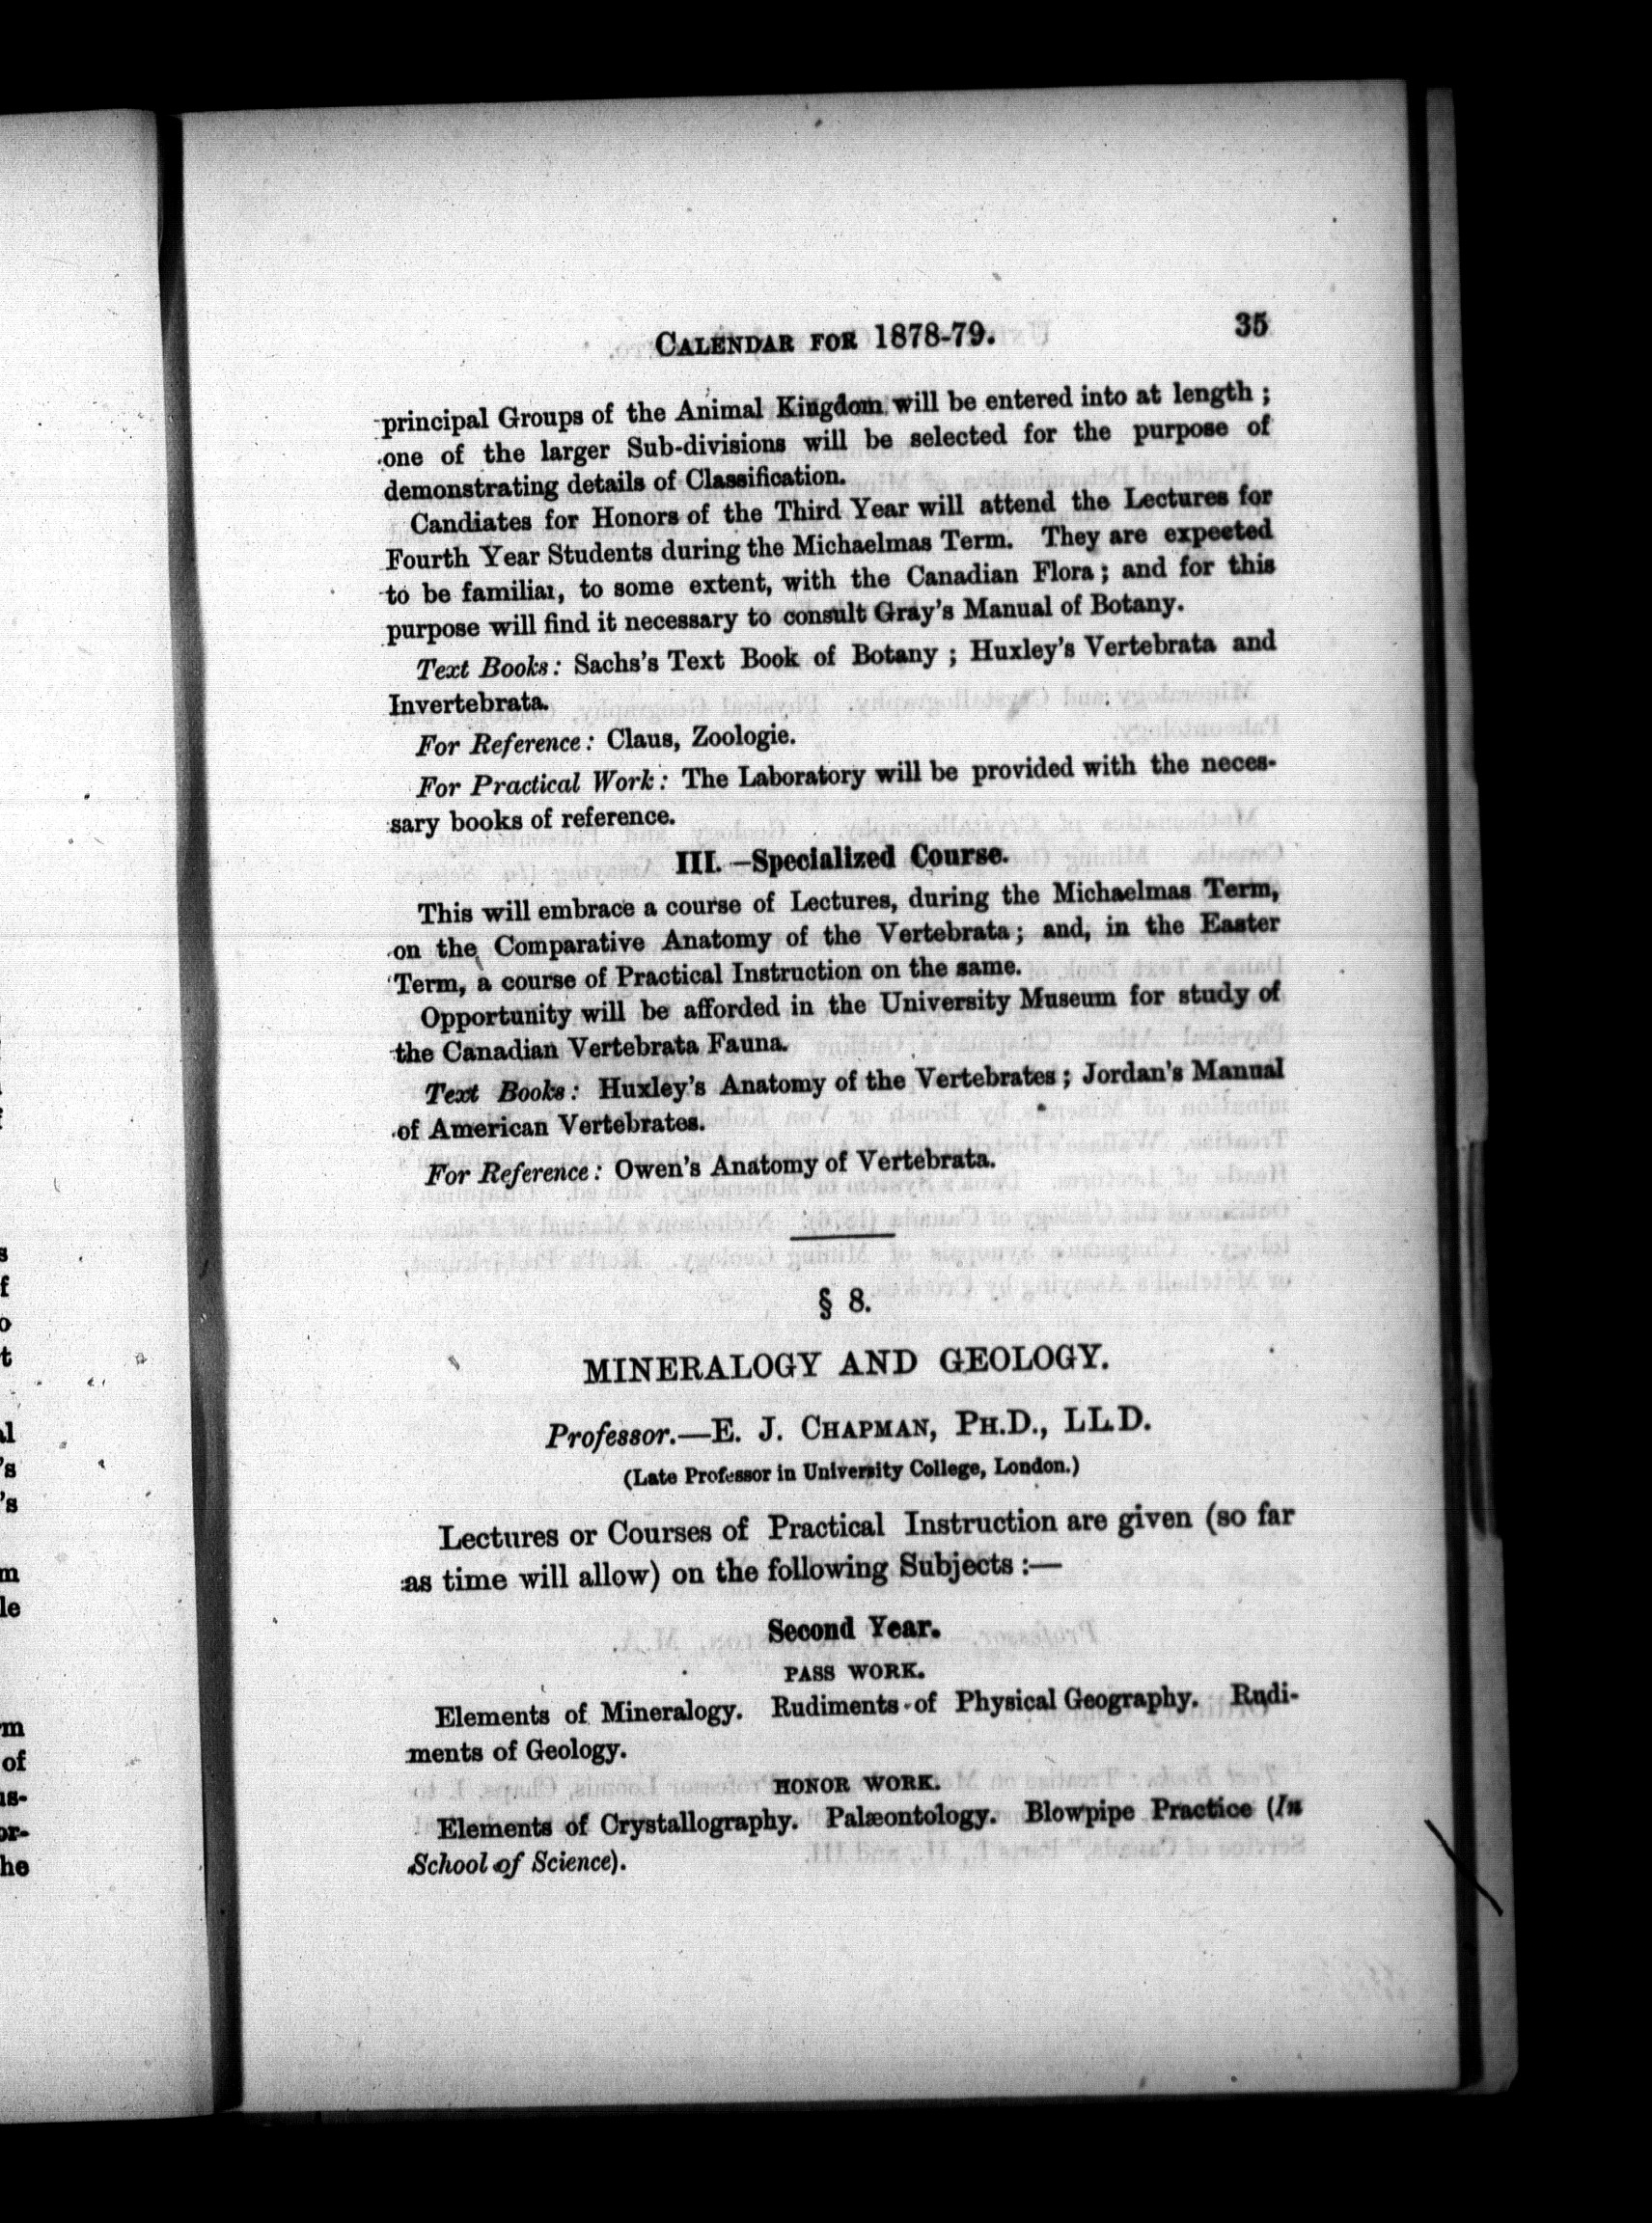 CALENDAR FOR 1878-79. 35
principal Groups of the Animal Kingdom will be entered into at length ;
one of the larger Sub-divisions will be selected for the purpose of
demonstrating details of Classification.
Candiates for Honors of the Third Year will attend the Lectures for
Fourth Year Students during the Michaelmas Term. They are expected
to be familiar, to some extent, with the Canadian Flora ; and for this
purpose will find it necessary to consult Gray's Manual of Botany.
Text Books : Sachs's Text Book of Botany ; Huxley's Vertebrata and
Invertebrata.
For Reference : Claus, Zoologie.
For Practical Work : The Laboratory will be provided with the neces-
sary books of reference.
III. —Specialized Course.
This will embrace a course of Lectures, during the Michaelmas Term,
on the Comparative Anatomy of the Vertebrata ; and, in the Easter
Term, a course of Practical Instruction on the same.
Opportunity will be afforded in the University Museum for study of
the Canadian Vertebrata Fauna.
Text Books : Huxley's Anatomy of the Vertebrates ; Jordan's Manual
of American Vertebrates.
For Reference : Owen's Anatomy of Vertebrata.
§ 8.
MINERALOGY AND GEOLOGY.
Professor.—E. J. CHAPMAN, PH.D., LL.D.
(Late Professor in University College, London.)
Lectures or Courses of Practical Instruction are given (so far
as time will allow) on the following Subjects :—
Second Year.
PASS WORK.
Elements of Mineralogy. Rudiments of Physical Geography. Rudi-
ments of Geology.
HONOR WORK.
Elements of Crystallography. Palæontology. Blowpipe Practice (In
School of Science).